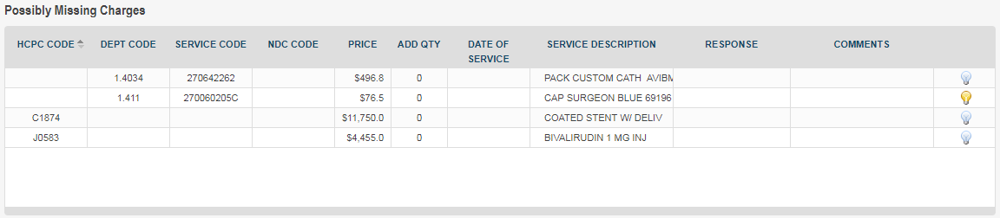 Possibly Missing Charges
HCPC CODE DEPT CODE SERVICE CODE NDC CODE PRICE ADD QTY DATE OF SERVICE SERVICE DESCRIPTION RESPONSE COMMENTS
1.4034 270642262 $496.8 0 PACK CUSTOM CATH AVIBM
1.411 270060205C $76.5 0 CAP SURGEON BLUE 69196
C1874 $11,750.0 0 COATED STENT W/ DELIV
J0583 $4,455.0 0 BIVALIRUDIN 1 MG INJ